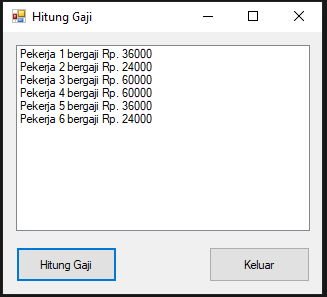 Hitung Gaji
Pekerja 1 bergaji Rp. 36000
Pekerja 2 bergaji Rp. 24000
Pekerja 3 bergaji Rp. 60000
Pekerja 4 bergaji Rp. 60000
Pekerja 5 bergaji Rp. 36000
Pekerja 6 bergaji Rp. 24000
Hitung Gaji
Keluar